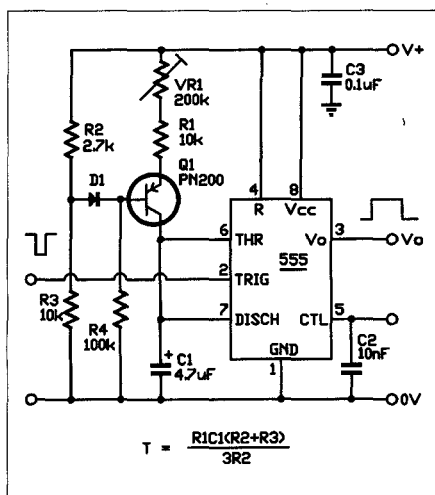 V+
VR1
200k
C3
0.1uF
R2
2.7k
R1
10k
Q1
PN200
D1
4
8
R
Vcc
6
THR
Vo
3
Vo
555
2
TRIG
7
DISCH
CTL
5
R3
10k
R4
100k
+
C1
4.7uF
GND
1
C2
10nF
0V
T = R1C1(R2+R3)
3R2